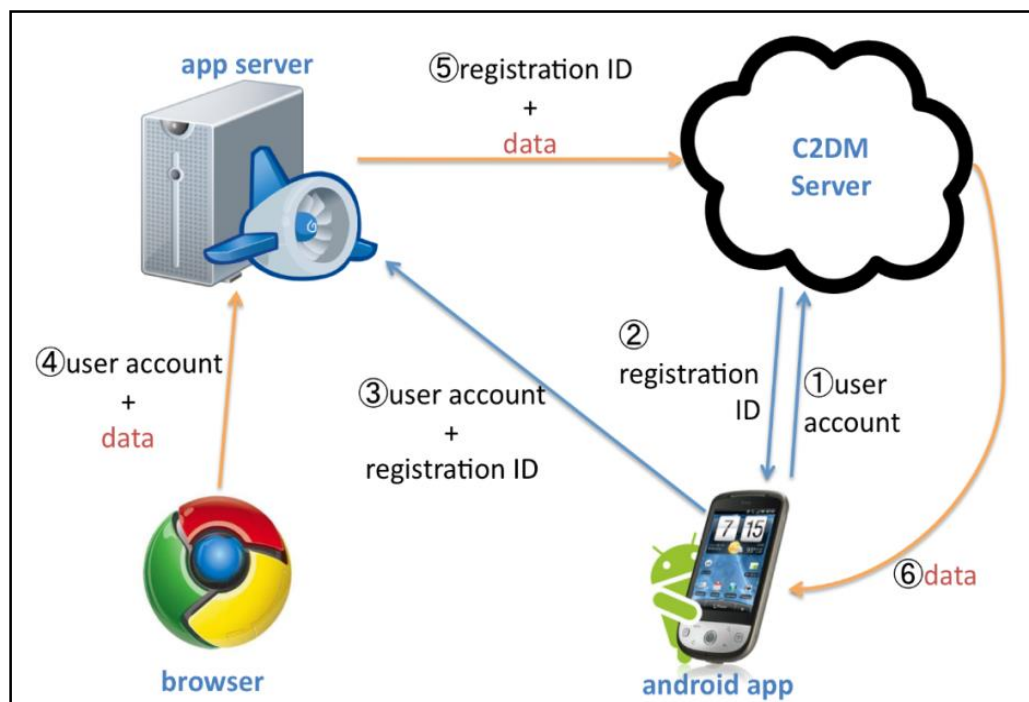 app server
⑤registration ID
+
data
C2DM
Server
④user account
+
data
③user account
+
registration ID
②
registration
ID
①user
account
7 15
⑥data
browser
android app